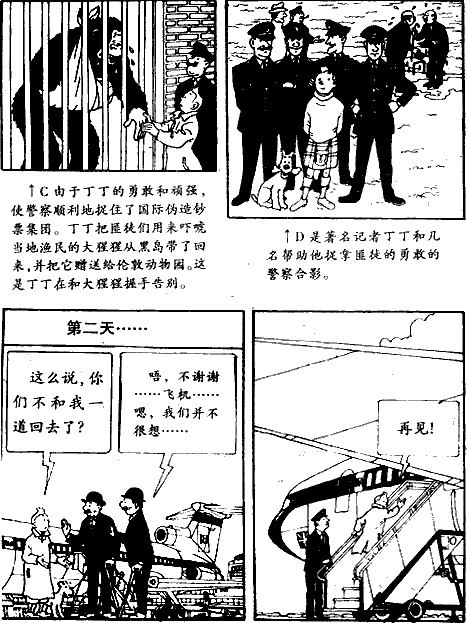 ↑C由于丁丁的勇敢和顽强，
使警察顺利地捉住了国际伪造钞
票集团。丁丁把匪徒们用来吓唬
当地渔民的大猩猩从黑岛带了回
来，并把它赠送给伦敦动物园。这
是丁丁在和大猩猩握手告别。
↑D是著名记者丁丁和几
名帮助他捉拿匪徒的勇敢的
警察合影。
第二天……
这么说，你
们不和我一
道回去了？
唔，不谢谢
……飞机……
嗯，我们并不
很想……
再见！